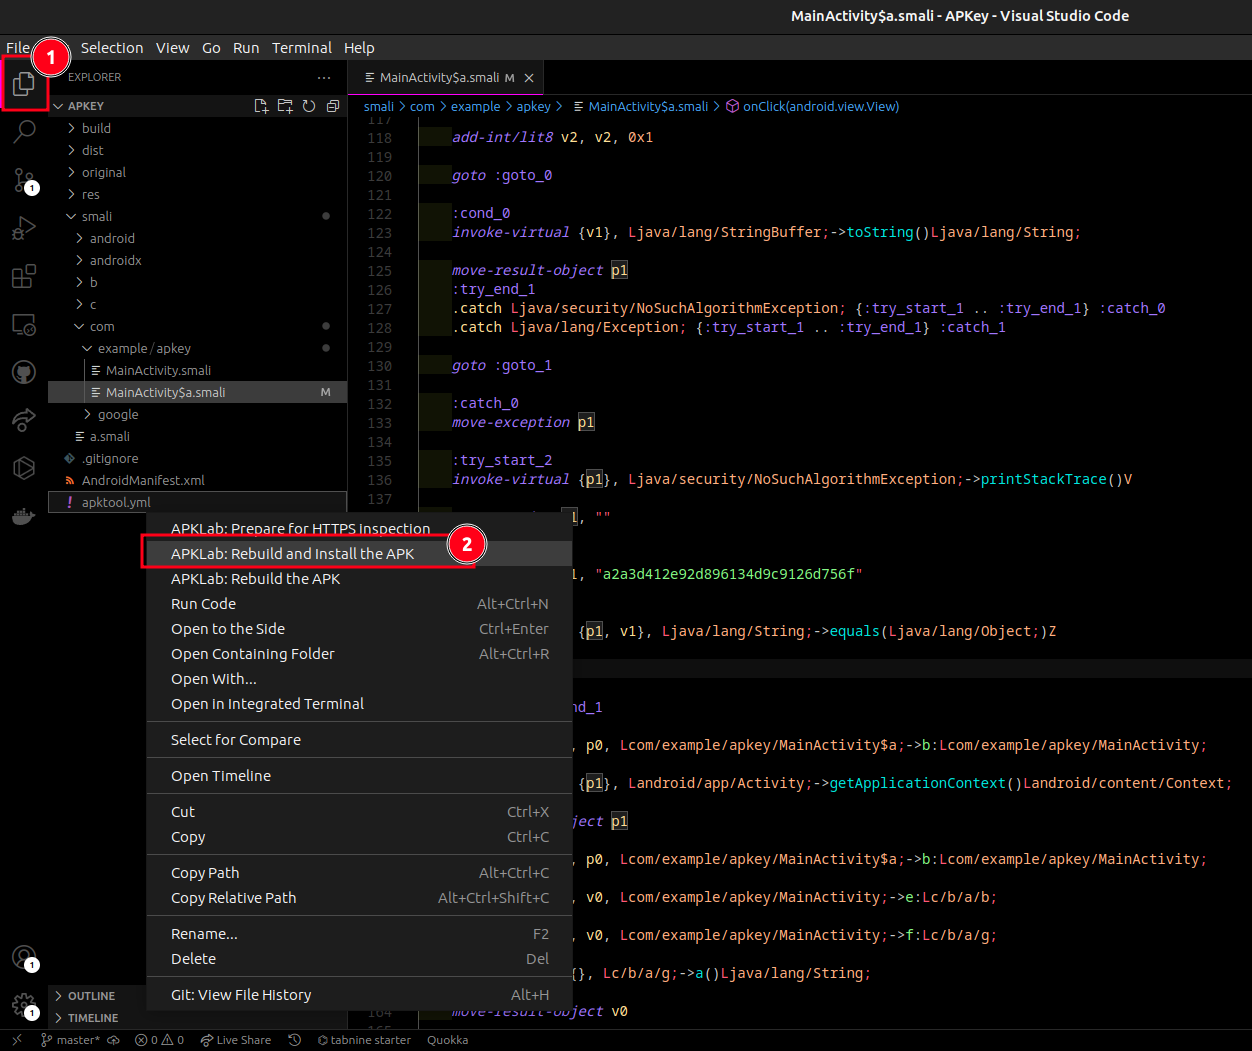 MainActivity$a.smali - APKey - Visual Studio Code
File Selection View Go Run Terminal Help
1
EXPLORER
MainActivity$a.smali M
APKEY
smali > com > example > apkey > MainActivity$a.smali > onClick(android.view.View)
build
dist
original
res
smali
android
androidx
b
c
com
example/apkey
MainActivity.smali
MainActivity$a.smali M
google
a.smali
.gitignore
AndroidManifest.xml
! apktool.yml
1
117
118 add-int/lit8 v2, v2, 0x1
119
120 goto :goto_0
121
122 :cond_0
123 invoke-virtual {v1}, Ljava/lang/StringBuffer;->toString()Ljava/lang/String;
124
125 move-result-object p1
126 :try_end_1
127 .catch Ljava/security/NoSuchAlgorithmException; {:try_start_1 .. :try_end_1} :catch_0
128 .catch Ljava/lang/Exception; {:try_start_1 .. :try_end_1} :catch_1
129
130 goto :goto_1
131
132 :catch_0
133 move-exception p1
134
135 :try_start_2
136 invoke-virtual {p1}, Ljava/security/NoSuchAlgorithmException;->printStackTrace()V
137
1, ""
1, "a2a3d412e92d896134d9c9126d756f"
{p1, v1}, Ljava/lang/String;->equals(Ljava/lang/Object;)Z
nd_1
, p0, Lcom/example/apkey/MainActivity$a;->b:Lcom/example/apkey/MainActivity;
{p1}, Landroid/app/Activity;->getApplicationContext()Landroid/content/Context;
ject p1
, p0, Lcom/example/apkey/MainActivity$a;->b:Lcom/example/apkey/MainActivity;
, v0, Lcom/example/apkey/MainActivity;->e:Lc/b/a/b;
, v0, Lcom/example/apkey/MainActivity;->f:Lc/b/a/g;
{}, Lc/b/a/g;->a()Ljava/lang/String;
164 move-result-object v0
165
APKLab: Prepare for HTTPS inspection
2
APKLab: Rebuild and Install the APK
APKLab: Rebuild the APK
Run Code Alt+Ctrl+N
Open to the Side Ctrl+Enter
Open Containing Folder Alt+Ctrl+R
Open With...
Open in Integrated Terminal
Select for Compare
Open Timeline
Cut Ctrl+X
Copy Ctrl+C
Copy Path Alt+Ctrl+C
Copy Relative Path Alt+Ctrl+Shift+C
Rename... F2
Delete Del
Git: View File History Alt+H
1
1
OUTLINE
TIMELINE
master* 0 0 Live Share tabnine starter Quokka